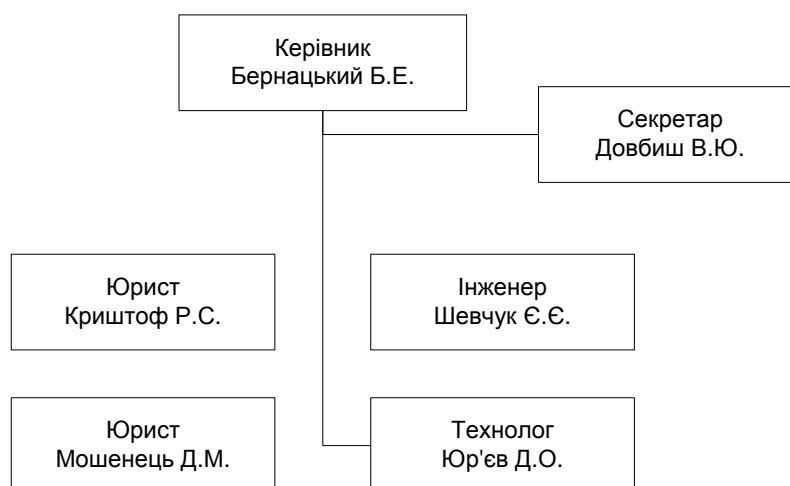 Керівник
Бернацький Б.Е.
Секретар
Довбиш В.Ю.
Юрист
Криштоф Р.С.
Інженер
Шевчук Є.Є.
Юрист
Мошенець Д.М.
Технолог
Юр'єв Д.О.